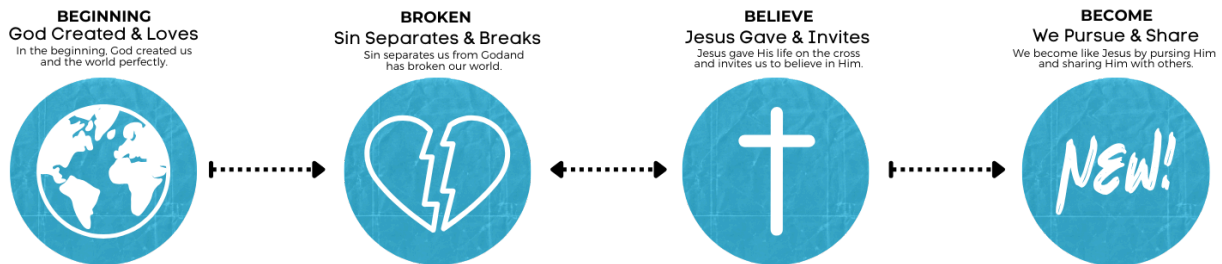 BEGINNING
God Created & Loves
In the beginning, God created us
and the world perfectly.
BROKEN
Sin Separates & Breaks
Sin separates us from Godand
has broken our world.
BELIEVE
Jesus Gave & Invites
Jesus gave His life on the cross
and invites us to believe in Him.
BECOME
We Pursue & Share
We become like Jesus by pursing Him
and sharing Him with others.
NEW!